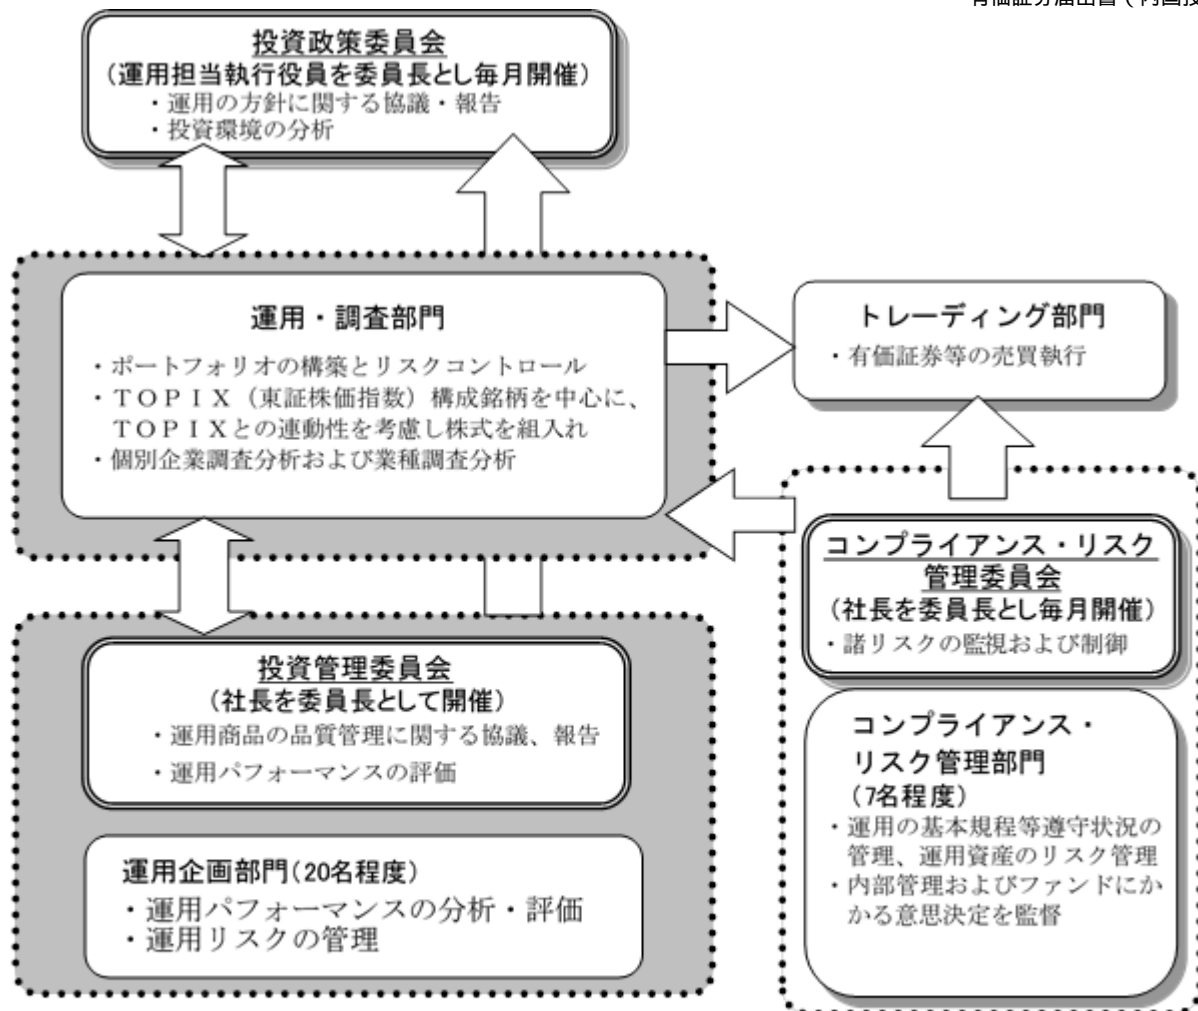 有価証券届出書（内国投
投資政策委員会
（運用担当執行役員を委員長とし毎月開催）
・運用の方針に関する協議・報告
・投資環境の分析
運用・調査部門
・ポートフォリオの構築とリスクコントロール
・ＴＯＰＩＸ（東証株価指数）構成銘柄を中心に、
ＴＯＰＩＸとの連動性を考慮し株式を組入れ
・個別企業調査分析および業種調査分析
トレーディング部門
・有価証券等の売買執行
コンプライアンス・リスク
管理委員会
（社長を委員長とし毎月開催）
・諸リスクの監視および制御
投資管理委員会
（社長を委員長として開催）
・運用商品の品質管理に関する協議、報告
・運用パフォーマンスの評価
コンプライアンス・
リスク管理部門
（7名程度）
・運用の基本規程等遵守状況の
管理、運用資産のリスク管理
・内部管理およびファンドにか
かる意思決定を監督
運用企画部門（20名程度）
・運用パフォーマンスの分析・評価
・運用リスクの管理